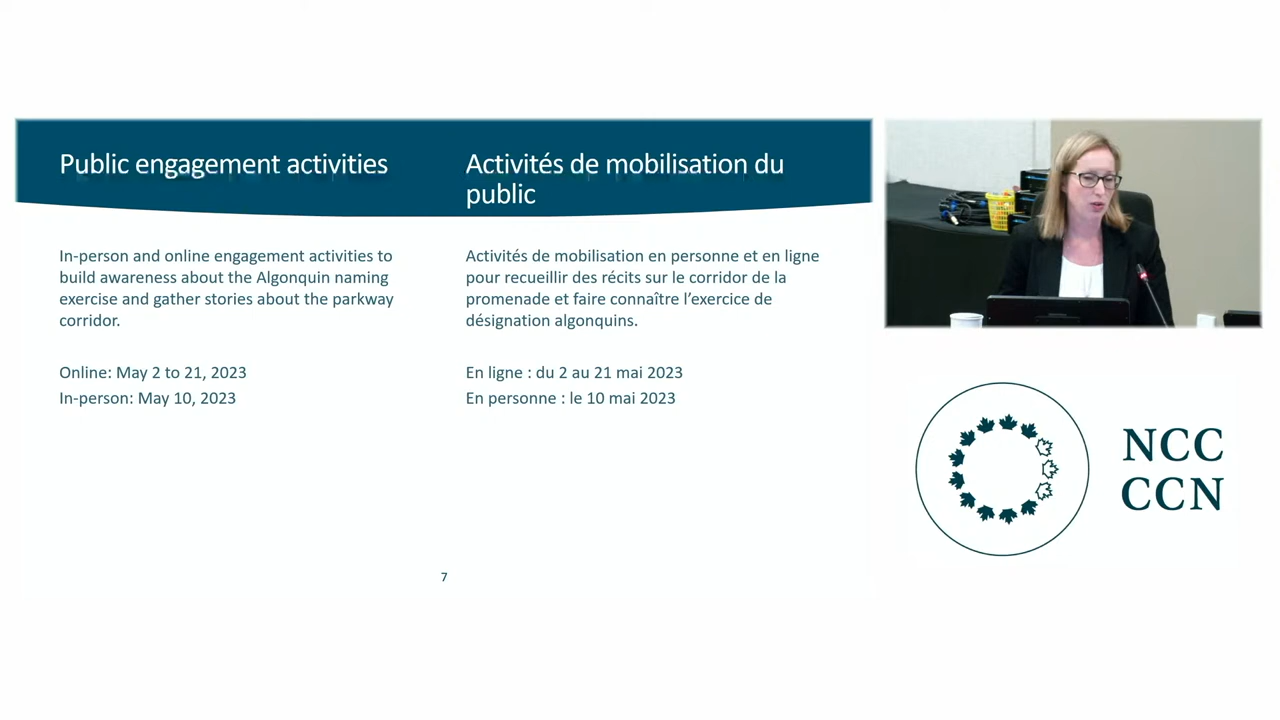 Public engagement activities
Activités de mobilisation du
public
In-person and online engagement activities to
build awareness about the Algonquin naming
exercise and gather stories about the parkway
corridor.
Online: May 2 to 21, 2023
In-person: May 10, 2023
Activités de mobilisation en personne et en ligne
pour recueillir des récits sur le corridor de la
promenade et faire connaître l’exercice de
désignation algonquins.
En ligne : du 2 au 21 mai 2023
En personne : le 10 mai 2023
7
NCC
CCN